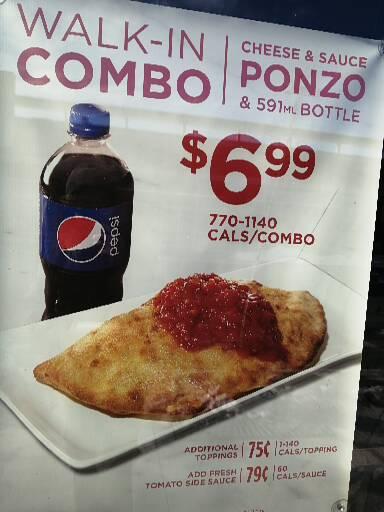 WALK-IN
COMBO
CHEESE & SAUCE
PONZO
& 591ML BOTTLE
$6.99
770-1140
CALS/COMBO
pepsi
ADDITIONAL TOPPINGS 75¢ 1-140 CALS/TOPPING
ADD FRESH TOMATO SIDE SAUCE 79¢ 60 CALS/SAUCE